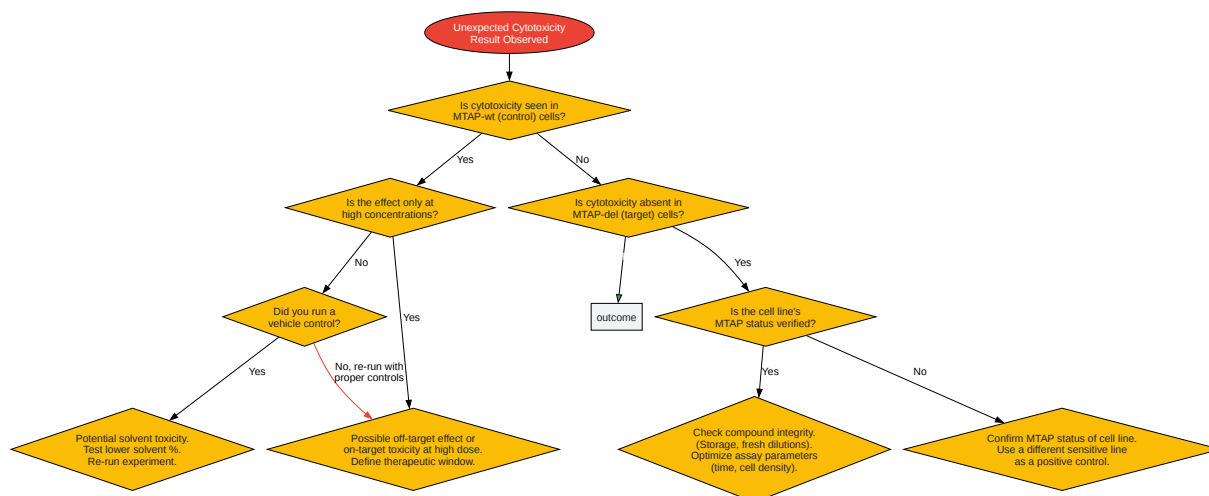 Unexpected Cytotoxicity
Result Observed
Is cytotoxicity seen in
MTAP-wt (control) cells?
Yes
No
Is the effect only at
high concentrations?
Is cytotoxicity absent in
MTAP-del (target) cells?
No
Yes
Did you run a
vehicle control?
Yes
outcome
Is the cell line's
MTAP status verified?
Yes
No, re-run with
proper controls
Yes
No
Potential solvent toxicity.
Test lower solvent %.
Re-run experiment.
Possible off-target effect or
on-target toxicity at high dose.
Define therapeutic window.
Check compound integrity.
(Storage, fresh dilutions).
Optimize assay parameters
(time, cell density).
Confirm MTAP status of cell line.
Use a different sensitive line
as a positive control.